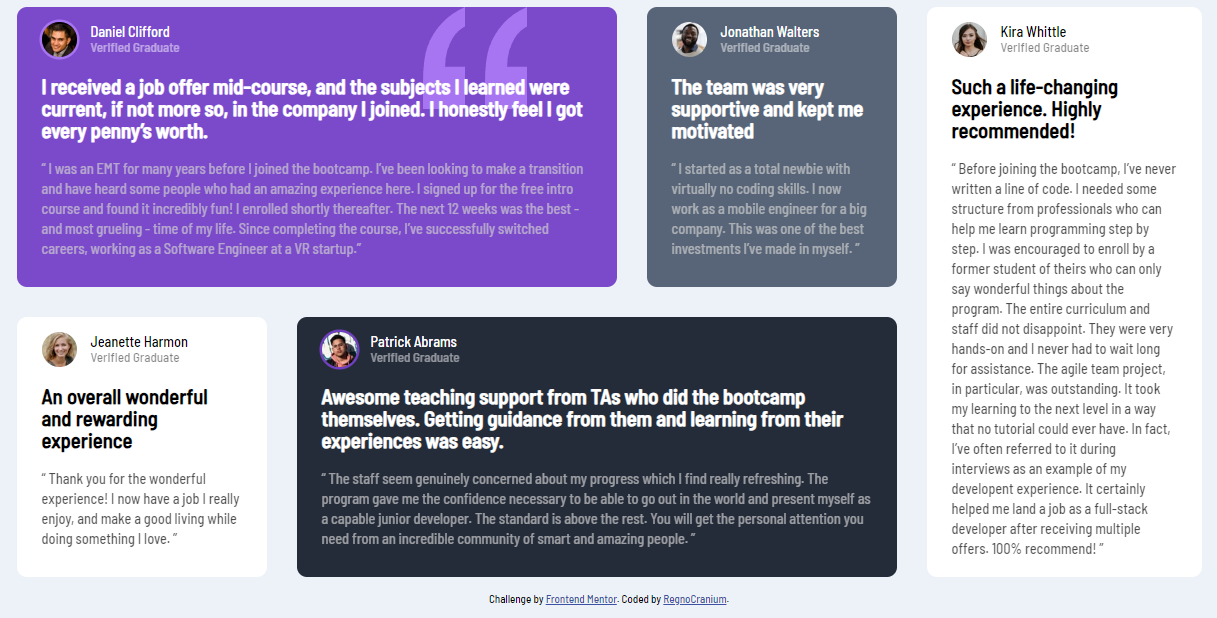 Daniel Clifford
Verified Graduate
I received a job offer mid-course, and the subjects I learned were
current, if not more so, in the company I joined. I honestly feel I got
every penny’s worth.
“ I was an EMT for many years before I joined the bootcamp. I’ve been looking to make a transition
and have heard some people who had an amazing experience here. I signed up for the free intro
course and found it incredibly fun! I enrolled shortly thereafter. The next 12 weeks was the best -
and most grueling - time of my life. Since completing the course, I’ve successfully switched
careers, working as a Software Engineer at a VR startup.”
Jonathan Walters
Verified Graduate
The team was very
supportive and kept me
motivated
“ I started as a total newbie with
virtually no coding skills. I now
work as a mobile engineer for a big
company. This was one of the best
investments I’ve made in myself. ”
Kira Whittle
Verified Graduate
Such a life-changing
experience. Highly
recommended!
“ Before joining the bootcamp, I’ve never
written a line of code. I needed some
structure from professionals who can
help me learn programming step by
step. I was encouraged to enroll by a
former student of theirs who can only
say wonderful things about the
program. The entire curriculum and
staff did not disappoint. They were very
hands-on and I never had to wait long
for assistance. The agile team project,
in particular, was outstanding. It took
my learning to the next level in a way
that no tutorial could ever have. In fact,
I’ve often referred to it during
interviews as an example of my
developent experience. It certainly
helped me land a job as a full-stack
developer after receiving multiple
offers. 100% recommend! ”
Jeanette Harmon
Verified Graduate
An overall wonderful
and rewarding
experience
“ Thank you for the wonderful
experience! I now have a job I really
enjoy, and make a good living while
doing something I love. ”
Patrick Abrams
Verified Graduate
Awesome teaching support from TAs who did the bootcamp
themselves. Getting guidance from them and learning from their
experiences was easy.
“ The staff seem genuinely concerned about my progress which I find really refreshing. The
program gave me the confidence necessary to be able to go out in the world and present myself as
a capable junior developer. The standard is above the rest. You will get the personal attention you
need from an incredible community of smart and amazing people. ”
Challenge by Frontend Mentor. Coded by RegnoCranium.